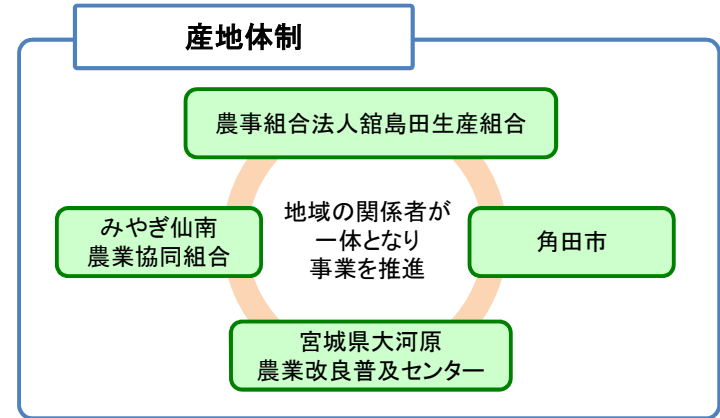 産地体制
農事組合法人舘島田生産組合
みやぎ仙南
農業協同組合
地域の関係者が
一体となり
事業を推進
角田市
宮城県大河原
農業改良普及センター